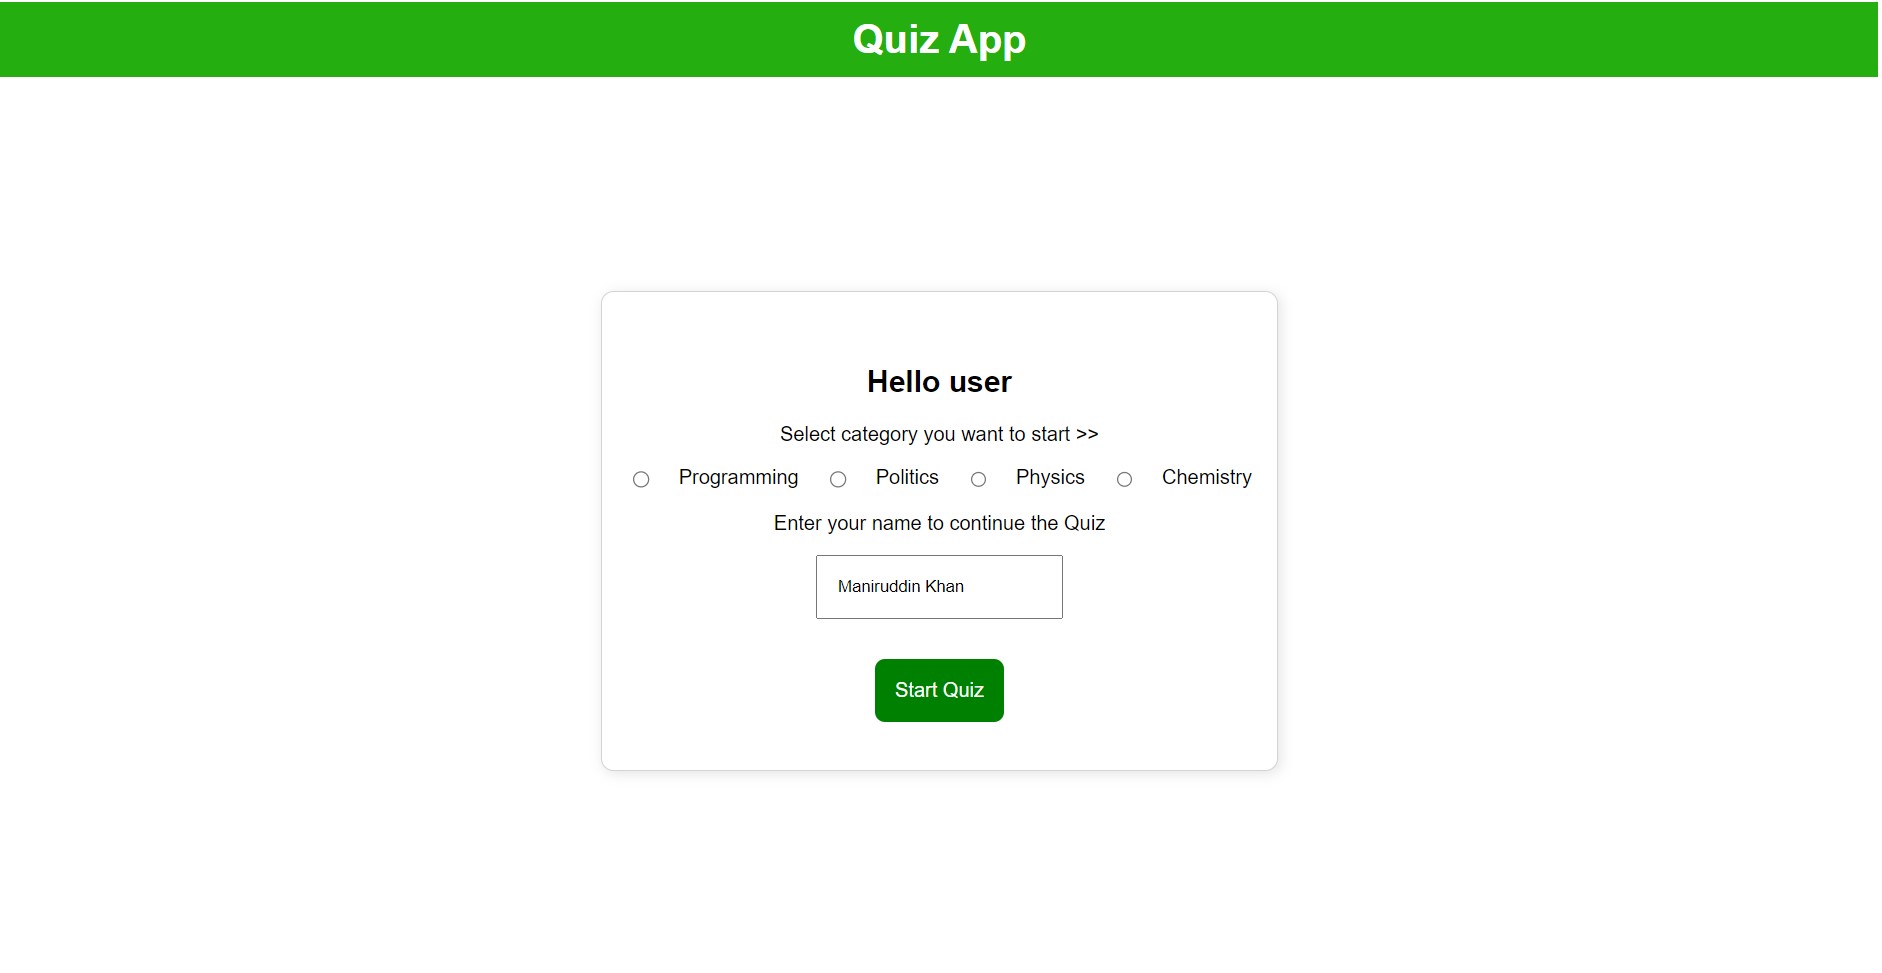 Quiz App
Hello user
Select category you want to start >>
Programming Politics Physics Chemistry
Enter your name to continue the Quiz
Maniruddin Khan
Start Quiz